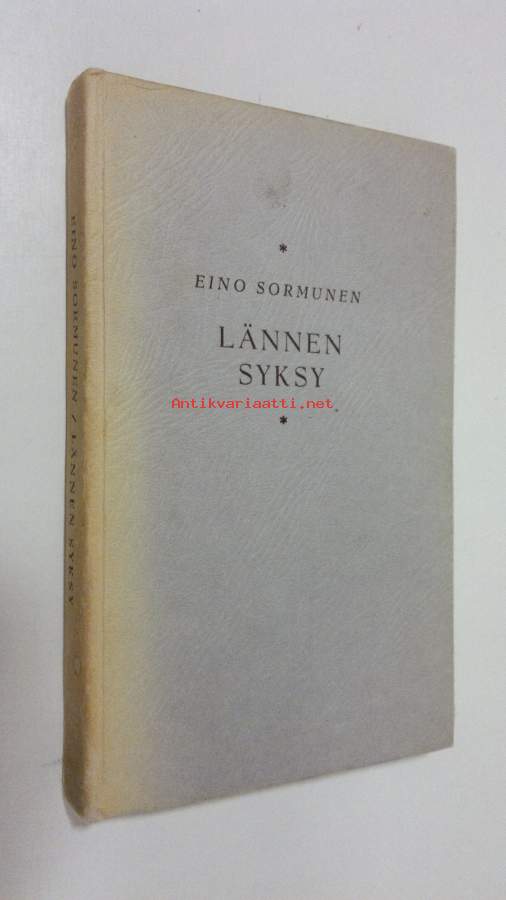 *
EINO SORMUNEN
LÄNNEN
SYKSY
Antikvariaatti.net
*
EINO SORMUNEN / LÄNNEN SYKSY